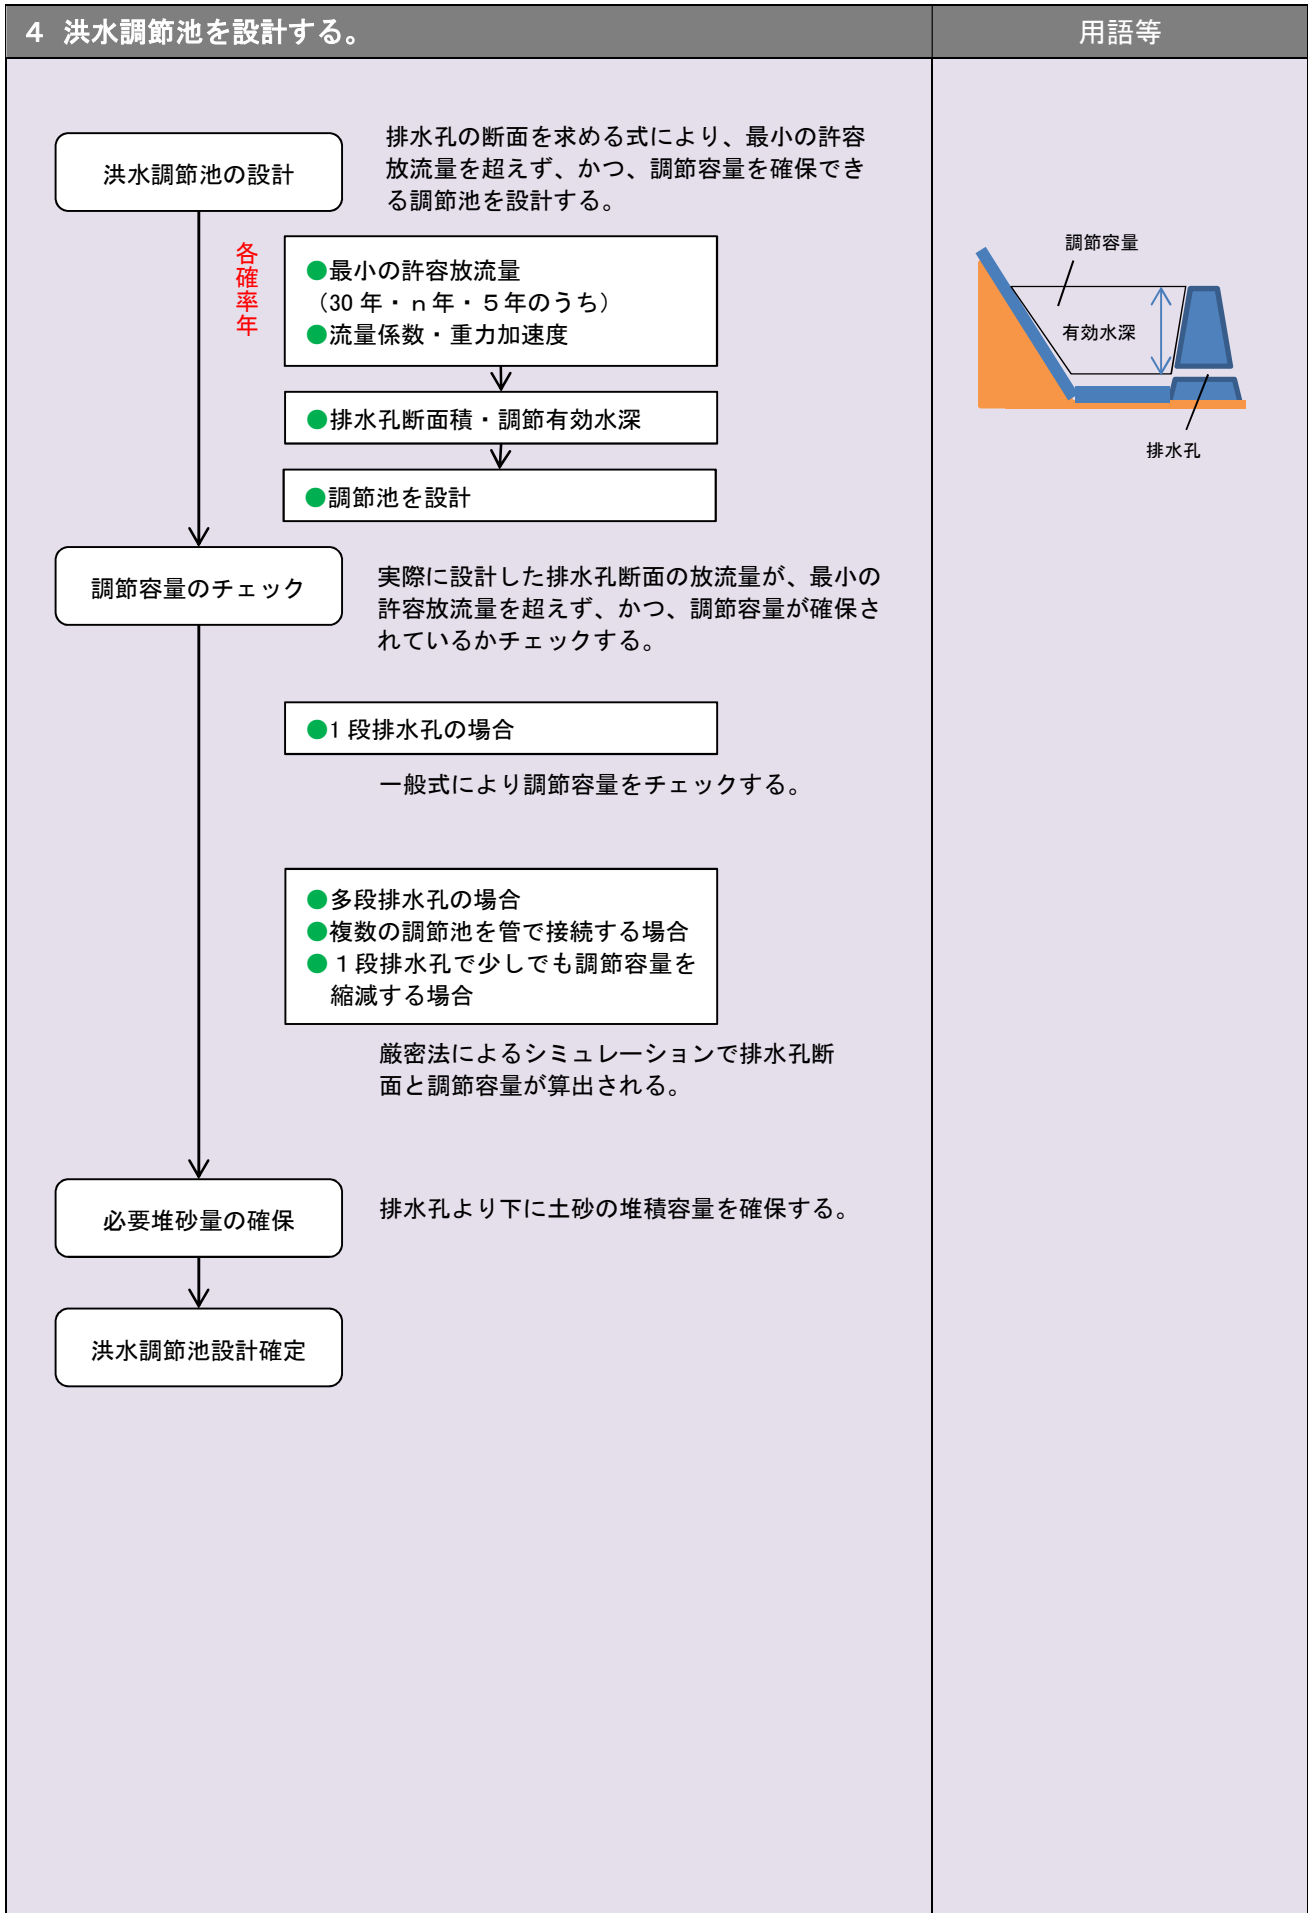 4 洪水調節池を設計する。
用語等
洪水調節池の設計
排水孔の断面を求める式により、最小の許容
放流量を超えず、かつ、調節容量を確保でき
る調節池を設計する。
各確率年
●最小の許容放流量
（30年・ｎ年・５年のうち）
●流量係数・重力加速度
●排水孔断面積・調節有効水深
●調節池を設計
調節容量のチェック
実際に設計した排水孔断面の放流量が、最小の
許容放流量を超えず、かつ、調節容量が確保さ
れているかチェックする。
●1段排水孔の場合
一般式により調節容量をチェックする。
●多段排水孔の場合
●複数の調節池を管で接続する場合
●１段排水孔で少しでも調節容量を
縮減する場合
厳密法によるシミュレーションで排水孔断
面と調節容量が算出される。
必要堆砂量の確保
排水孔より下に土砂の堆積容量を確保する。
洪水調節池設計確定
調節容量
有効水深
排水孔